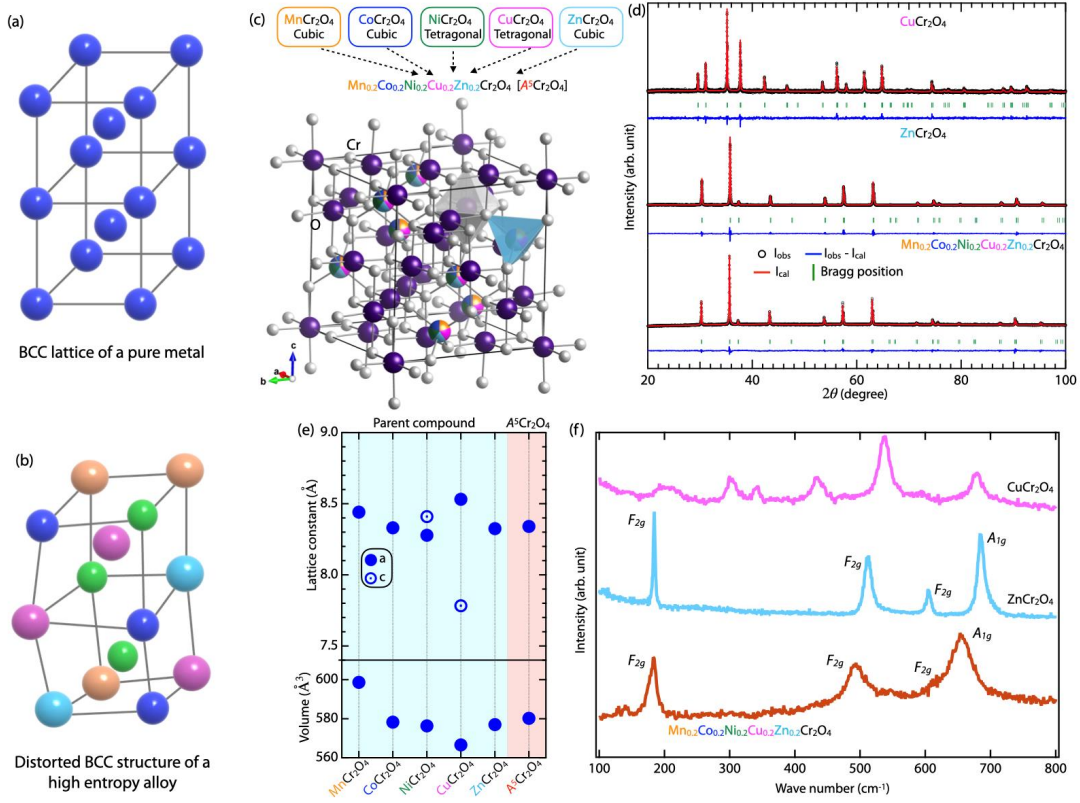 (a)
BCC lattice of a pure metal
(b)
Distorted BCC structure of a
high entropy alloy
(c)
MnCr₂O₄
Cubic
CoCr₂O₄
Cubic
NiCr₂O₄
Tetragonal
CuCr₂O₄
Tetragonal
ZnCr₂O₄
Cubic
Mn₀.₂Co₀.₂Ni₀.₂Cu₀.₂Zn₀.₂Cr₂O₄ [A⁵Cr₂O₄]
Cr
O
c
a
b
(d)
CuCr₂O₄
ZnCr₂O₄
Mn₀.₂Co₀.₂Ni₀.₂Cu₀.₂Zn₀.₂Cr₂O₄
Iobs
Iobs - Ical
Ical
Bragg position
Intensity (arb. unit)
20 40 60 80 100
2θ (degree)
(e)
Parent compound
A⁵Cr₂O₄
9.0
8.5
8.0
7.5
Lattice constant (Å)
a
c
600
580
560
Volume (Å³)
MnCr₂O₄
CoCr₂O₄
NiCr₂O₄
CuCr₂O₄
ZnCr₂O₄
A⁵Cr₂O₄
(f)
CuCr₂O₄
F2g
F2g
F2g
A1g
ZnCr₂O₄
F2g
F2g
F2g
A1g
Mn₀.₂Co₀.₂Ni₀.₂Cu₀.₂Zn₀.₂Cr₂O₄
Intensity (arb. unit)
100 200 300 400 500 600 700 800
Wave number (cm⁻¹)